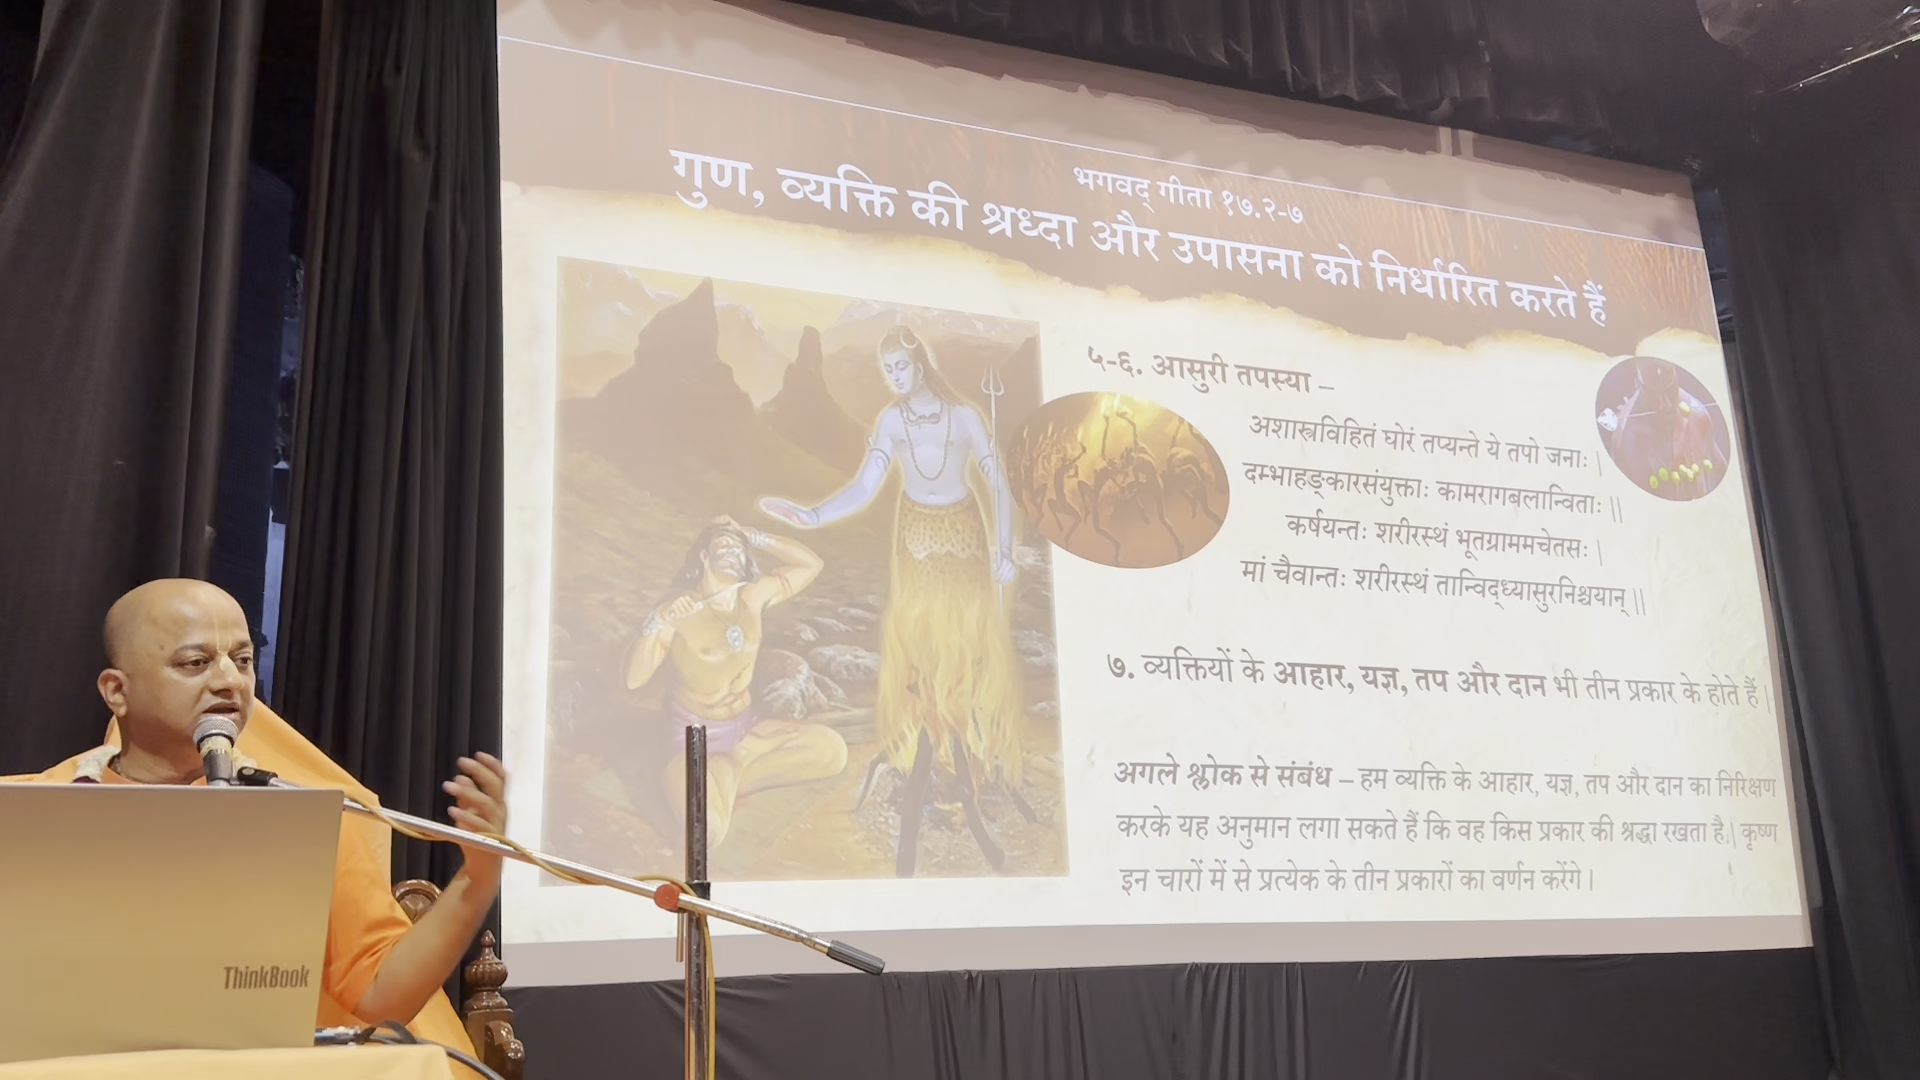 भगवद् गीता १७.२-७
गुण, व्यक्ति की श्रध्दा और उपासना को निर्धारित करते हैं
५-६. आसुरी तपस्या –
अशास्त्रविहितं घोरं तप्यन्ते ये तपो जनाः |
दम्भाहङ्कारसंयुक्ताः कामरागबलान्विताः ||
कर्षयन्तः शरीरस्थं भूतग्राममचेतसः |
मां चैवान्तः शरीरस्थं तान्विद्ध्यासुरनिश्चयान् ||
७. व्यक्तियों के आहार, यज्ञ, तप और दान भी तीन प्रकार के होते हैं |
अगले श्लोक से संबंध – हम व्यक्ति के आहार, यज्ञ, तप और दान का निरिक्षण
करके यह अनुमान लगा सकते हैं कि वह किस प्रकार की श्रद्धा रखता है.| कृष्ण
इन चारों में से प्रत्येक के तीन प्रकारों का वर्णन करेंगे |
ThinkBook